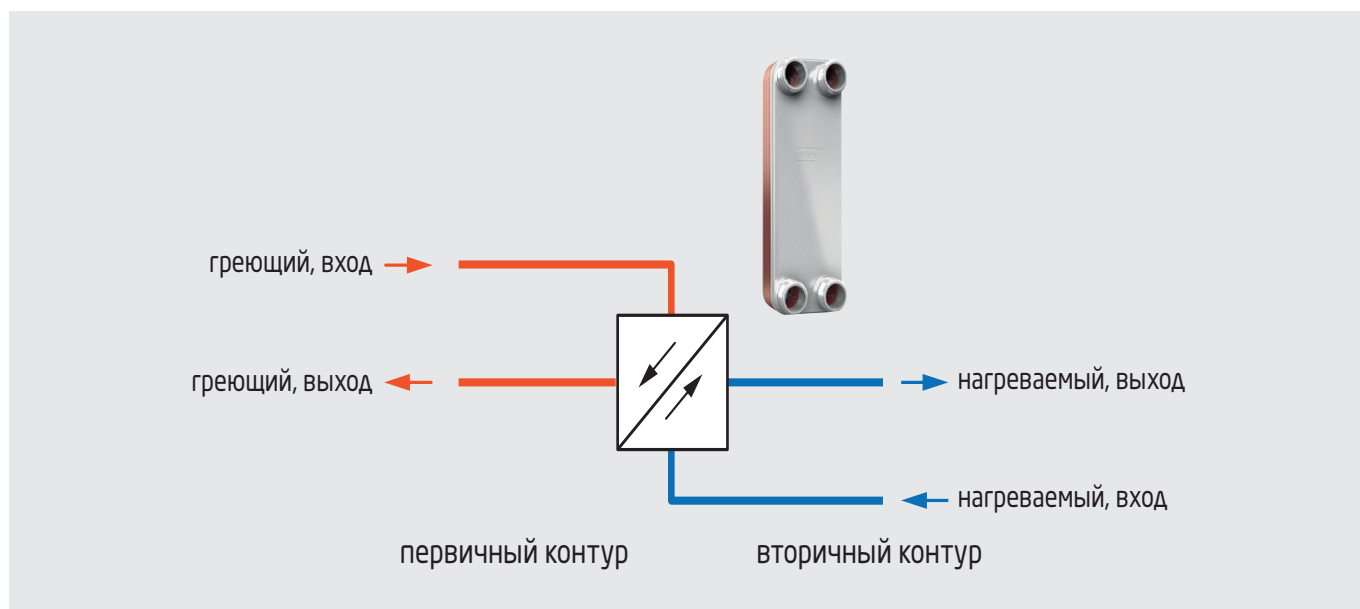 греющий, вход
греющий, выход
нагреваемый, выход
нагреваемый, вход
первичный контур
вторичный контур